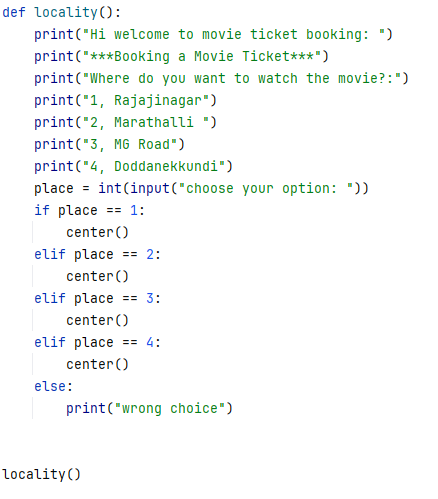 def locality():
    print("Hi welcome to movie ticket booking: ")
    print("***Booking a Movie Ticket***")
    print("Where do you want to watch the movie?:")
    print("1, Rajajinagar")
    print("2, Marathalli ")
    print("3, MG Road")
    print("4, Doddanekkundi")
    place = int(input("choose your option: "))
    if place == 1:
        center()
    elif place == 2:
        center()
    elif place == 3:
        center()
    elif place == 4:
        center()
    else:
        print("wrong choice")
locality()